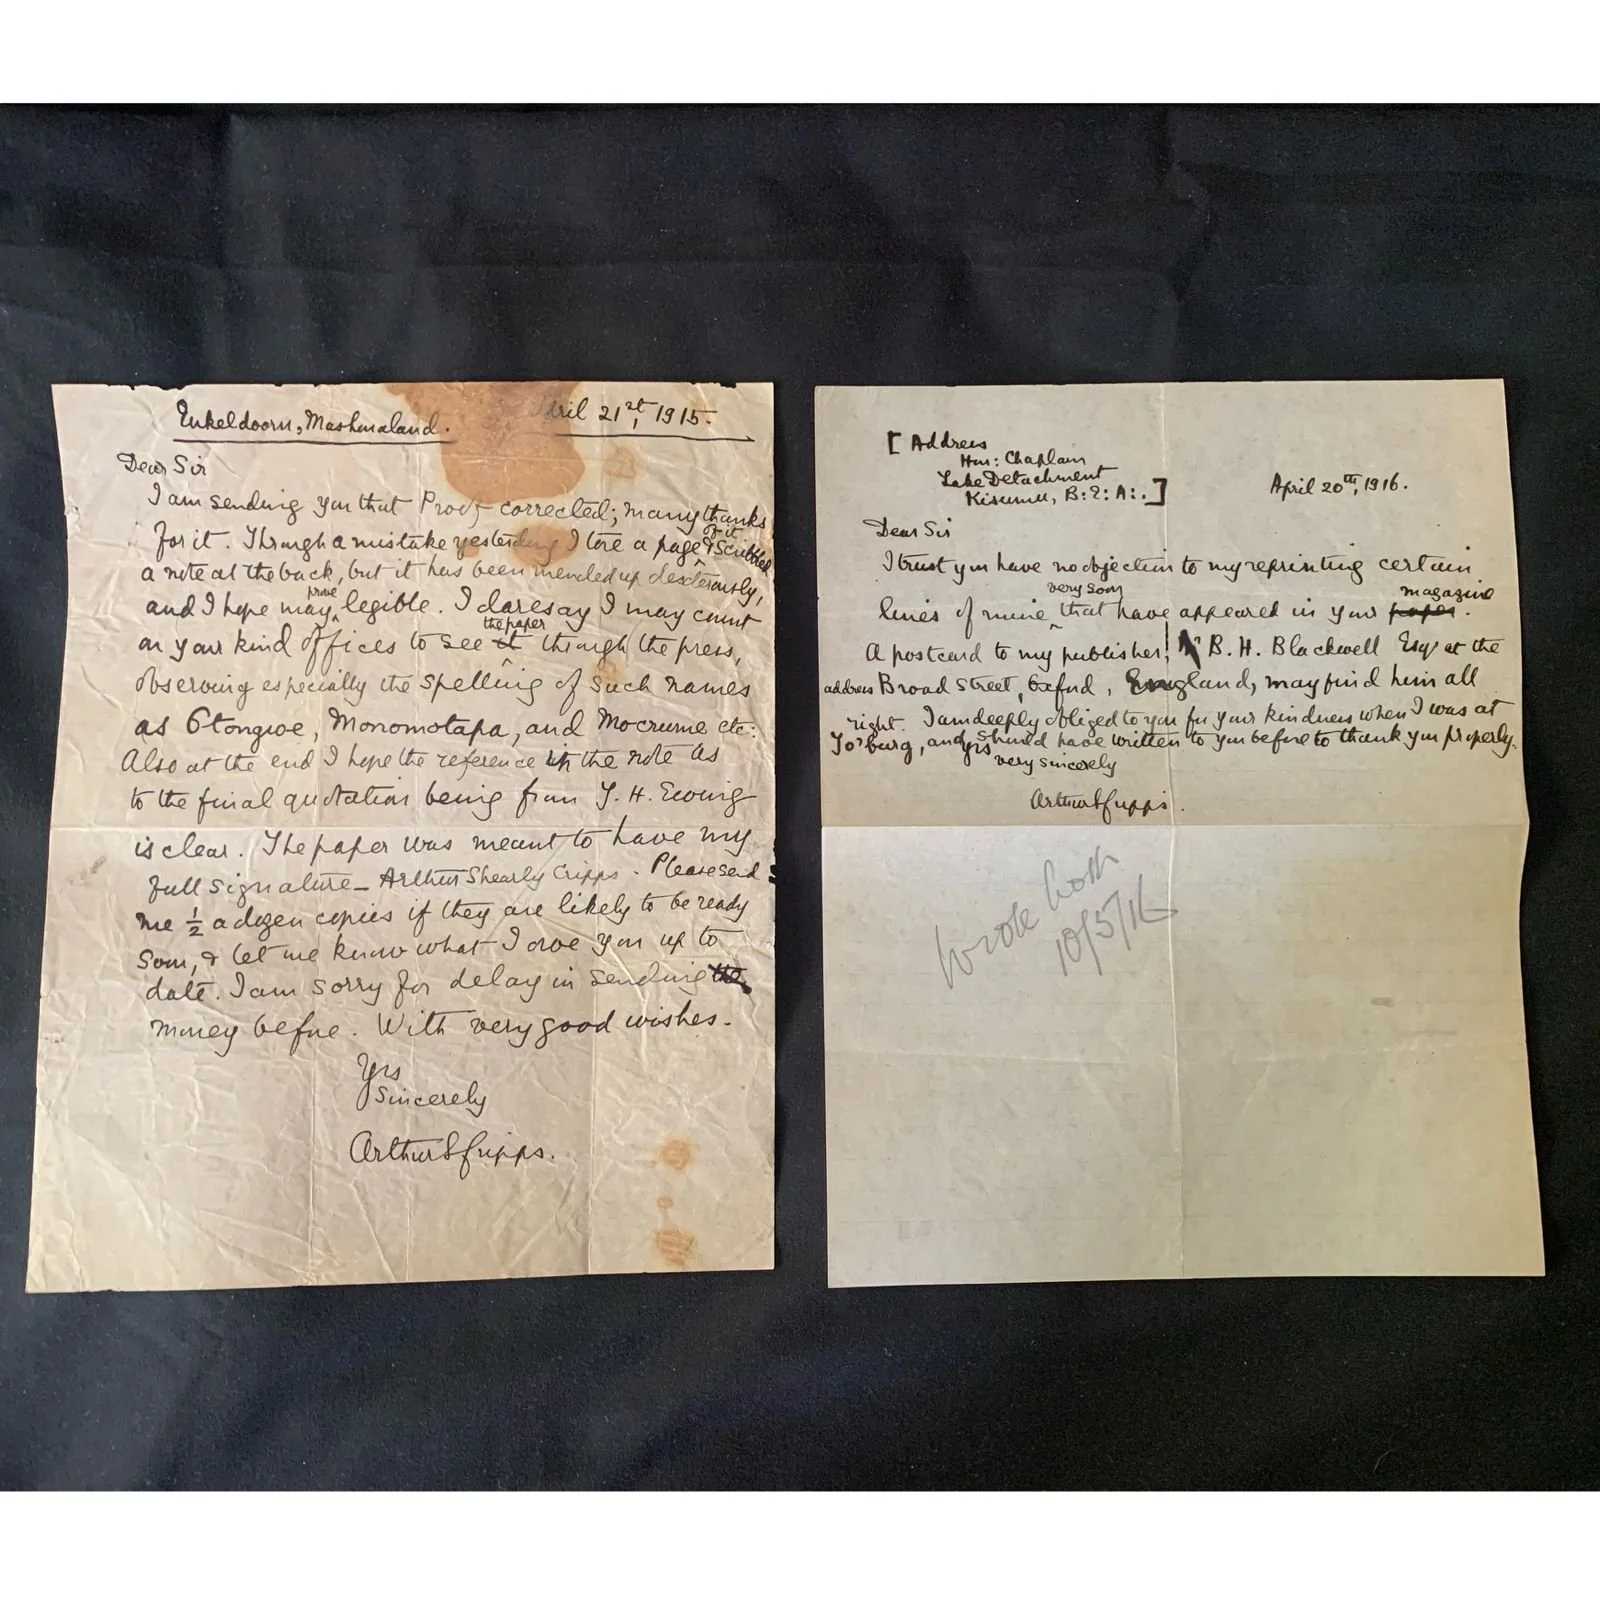 Enkeldoorn, Mashonaland. April 21st, 1915.
Dear Sir
I am sending you that Proof corrected; many thanks
for it. Through a mistake yesterday I tore a page of it & scribbled
a note at the back, but it has been mended up dexterously,
and I hope may prove legible. I daresay I may count
on your kind offices to see it the paper through the press,
observing especially the spelling of such names
as Otongwe, Monomotapa, and Mocrume etc:
Also at the end I hope the reference in the note as
to the final quotation being from J. H. Ewing
is clear. The paper was meant to have my
full signature — Arthur Shearly Cripps. Please send
me ½ a dozen copies if they are likely to be ready
soon, & let me know what I owe you up to
date. I am sorry for delay in sending the
money before. With very good wishes.
Yrs
Sincerely
Arthur S Cripps.
[Address
Hon: Chaplain
Lake Detachment
Kisumu, B: E: A:.]
April 20th, 1916.
Dear Sir
I trust you have no objection to my reprinting certain
lines of mine very soon that have appeared in your paper magazine.
A postcard to my publisher, B. H. Blackwell Esqr at the
address Broad Street, Oxford, England, may find him all
right. I am deeply obliged to you for your kindness when I was at
Jo'burg, and should have written to you before to thank you properly.
yrs
very sincerely
Arthur S Cripps.
Wrote both
10/5/16